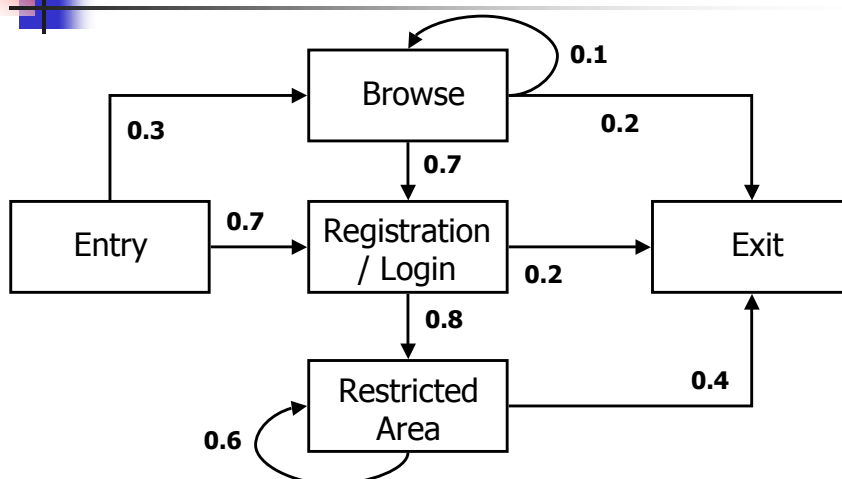 Browse
0.1
0.3
0.2
0.7
Entry
0.7
Registration
/ Login
0.2
Exit
0.8
Restricted
Area
0.4
0.6